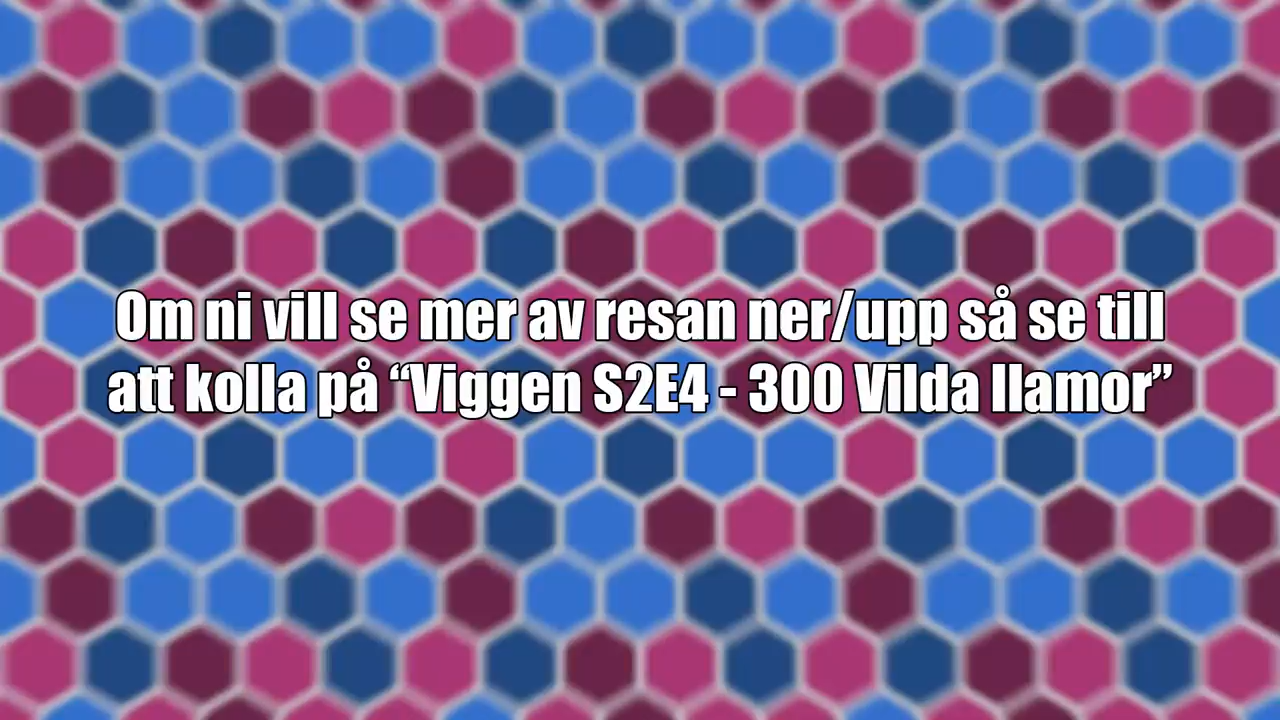 Om ni vill se mer av resan ner/upp så se till
att kolla på “Viggen S2E4 - 300 Vilda llamor”